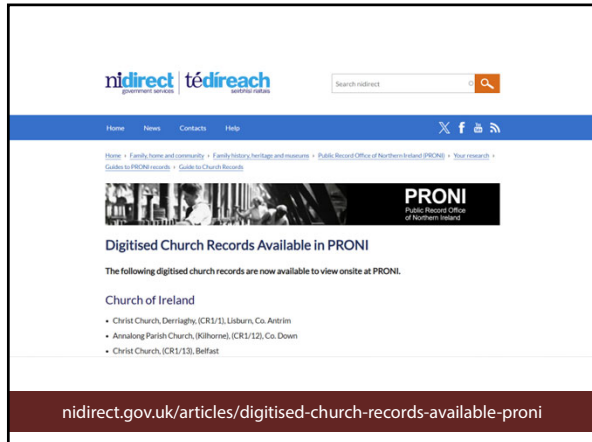 nidirect | tédíreach
government services seirbhísí rialtais
Search nidirect
Home News Contacts Help
Home › Family, home and community › Family history, heritage and museums › Public Record Office of Northern Ireland (PRONI) › Your research ›
Guides to PRONI records › Guide to Church Records
PRONI
Public Record Office
of Northern Ireland
Digitised Church Records Available in PRONI
The following digitised church records are now available to view onsite at PRONI.
Church of Ireland
• Christ Church, Derriaghy, (CR1/1), Lisburn, Co. Antrim
• Annalong Parish Church, (Kilhorne), (CR1/12), Co. Down
• Christ Church, (CR1/13), Belfast
nidirect.gov.uk/articles/digitised-church-records-available-proni